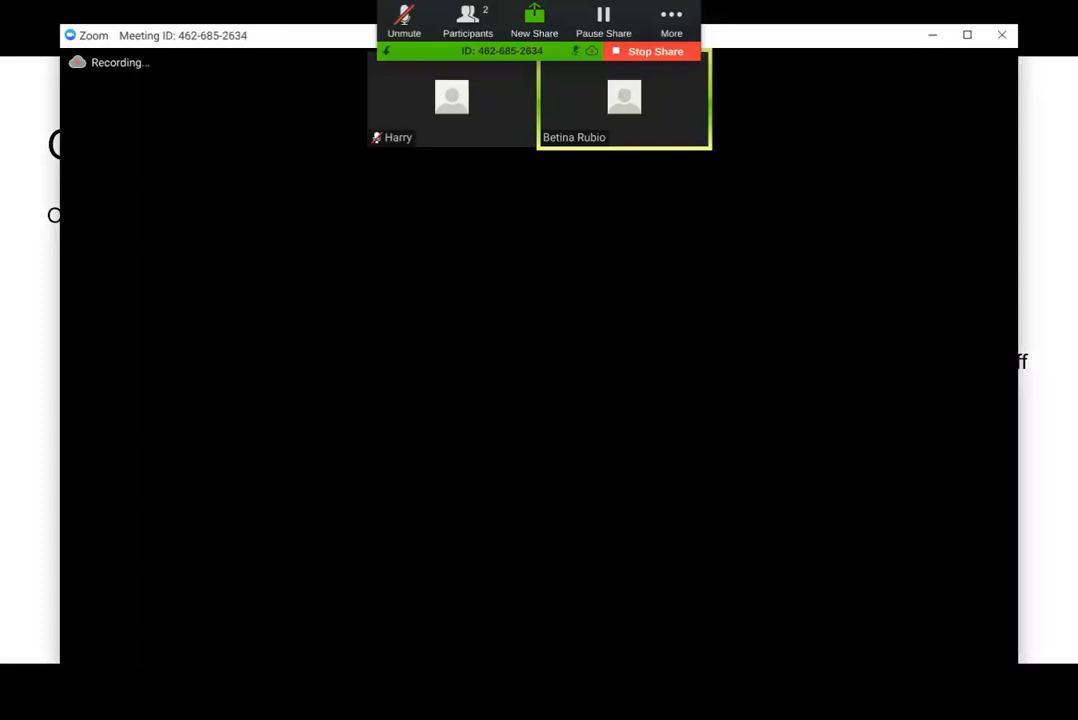 Unmute Participants 2 New Share Pause Share More
Zoom Meeting ID: 462-685-2634
ID: 462-685-2634 Stop Share
Recording...
Harry Betina Rubio
ff